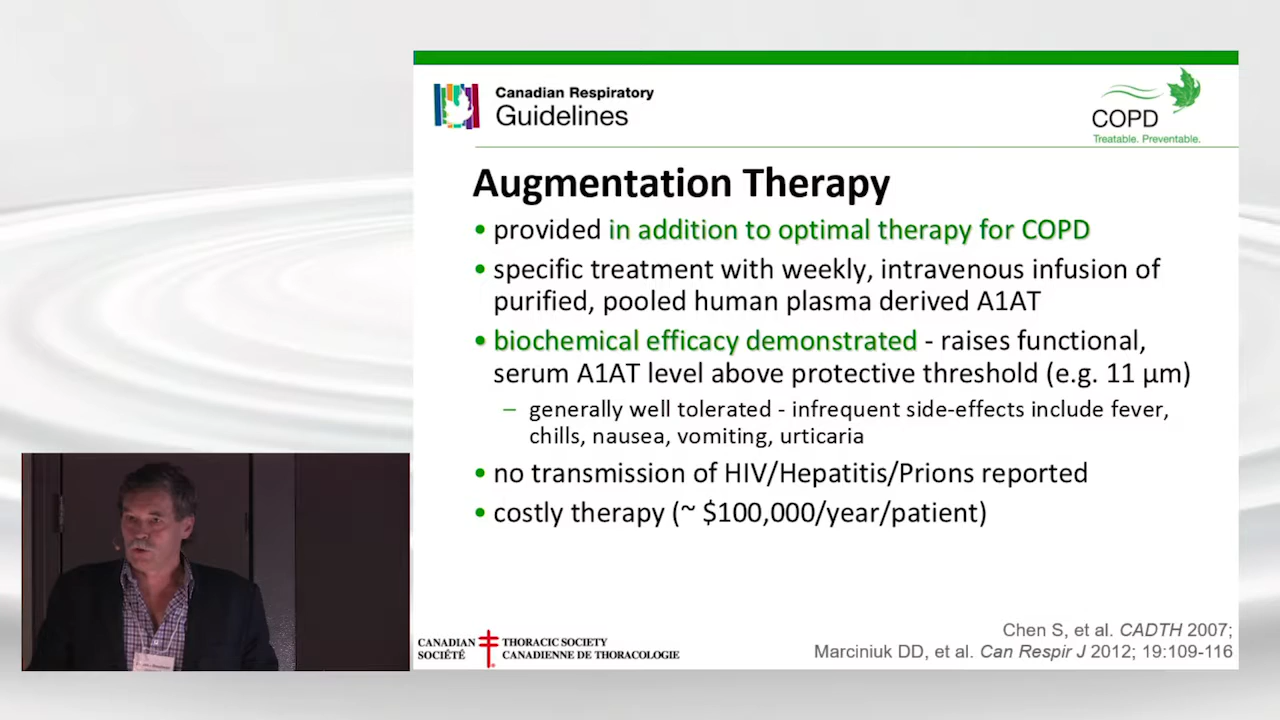 Canadian Respiratory
Guidelines
COPD
Treatable. Preventable.
Augmentation Therapy
• provided in addition to optimal therapy for COPD
• specific treatment with weekly, intravenous infusion of
purified, pooled human plasma derived A1AT
• biochemical efficacy demonstrated - raises functional,
serum A1AT level above protective threshold (e.g. 11 µm)
– generally well tolerated - infrequent side-effects include fever,
chills, nausea, vomiting, urticaria
• no transmission of HIV/Hepatitis/Prions reported
• costly therapy (~ $100,000/year/patient)
CANADIAN THORACIC SOCIETY
SOCIÉTÉ CANADIENNE DE THORACOLOGIE
Chen S, et al. CADTH 2007;
Marciniuk DD, et al. Can Respir J 2012; 19:109-116